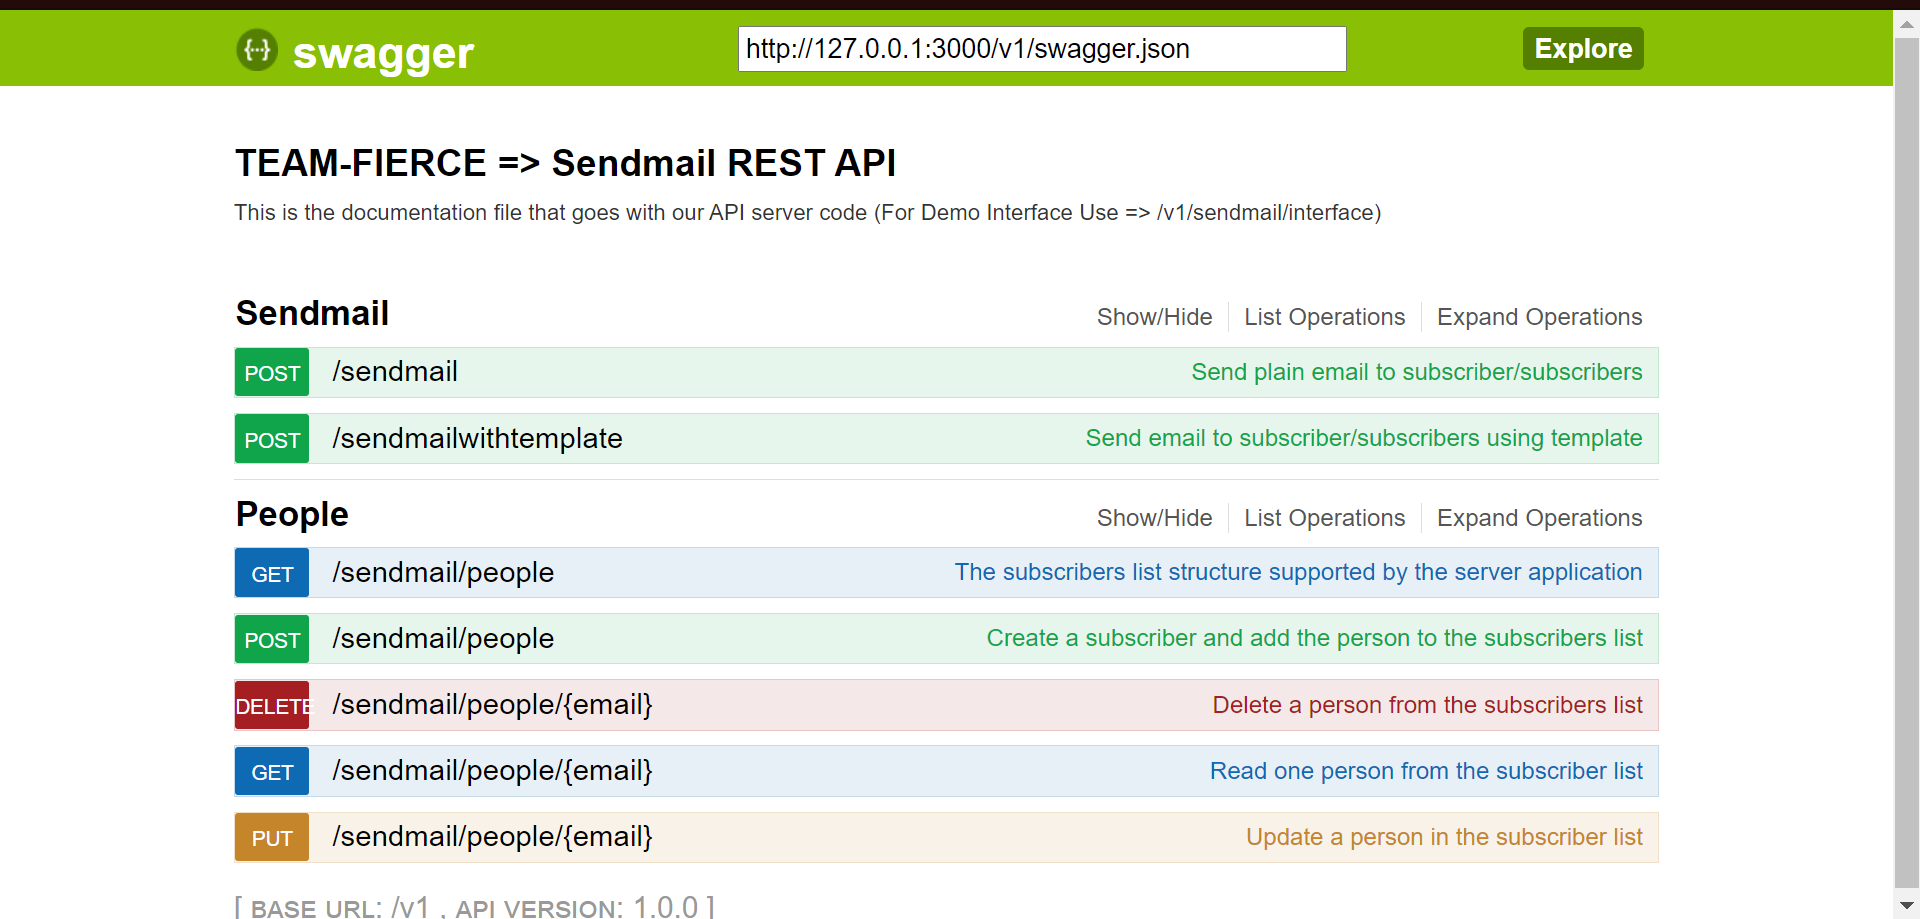 {···} swagger http://127.0.0.1:3000/v1/swagger.json Explore
TEAM-FIERCE => Sendmail REST API
This is the documentation file that goes with our API server code (For Demo Interface Use => /v1/sendmail/interface)
Sendmail Show/Hide List Operations Expand Operations
POST /sendmail Send plain email to subscriber/subscribers
POST /sendmailwithtemplate Send email to subscriber/subscribers using template
People Show/Hide List Operations Expand Operations
GET /sendmail/people The subscribers list structure supported by the server application
POST /sendmail/people Create a subscriber and add the person to the subscribers list
DELETE /sendmail/people/{email} Delete a person from the subscribers list
GET /sendmail/people/{email} Read one person from the subscriber list
PUT /sendmail/people/{email} Update a person in the subscriber list
[ BASE URL: /v1 , API VERSION: 1.0.0 ]